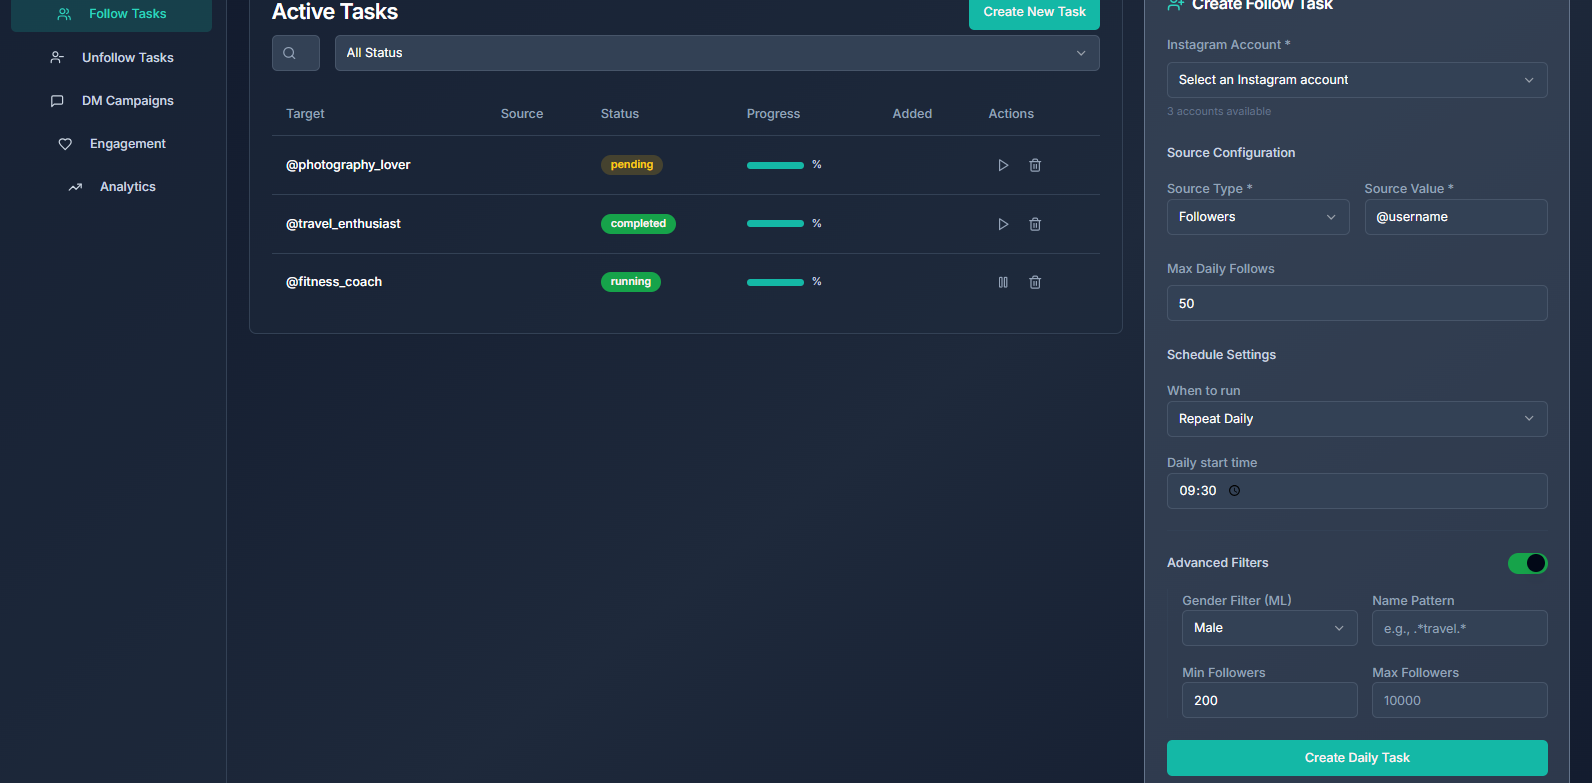 Follow Tasks
Unfollow Tasks
DM Campaigns
Engagement
Analytics
Active Tasks
Create New Task
All Status
Target Source Status Progress Added Actions
@photography_lover pending %
@travel_enthusiast completed %
@fitness_coach running %
Create Follow Task
Instagram Account *
Select an Instagram account
3 accounts available
Source Configuration
Source Type * Source Value *
Followers @username
Max Daily Follows
50
Schedule Settings
When to run
Repeat Daily
Daily start time
09:30
Advanced Filters
Gender Filter (ML) Name Pattern
Male e.g., .*travel.*
Min Followers Max Followers
200 10000
Create Daily Task